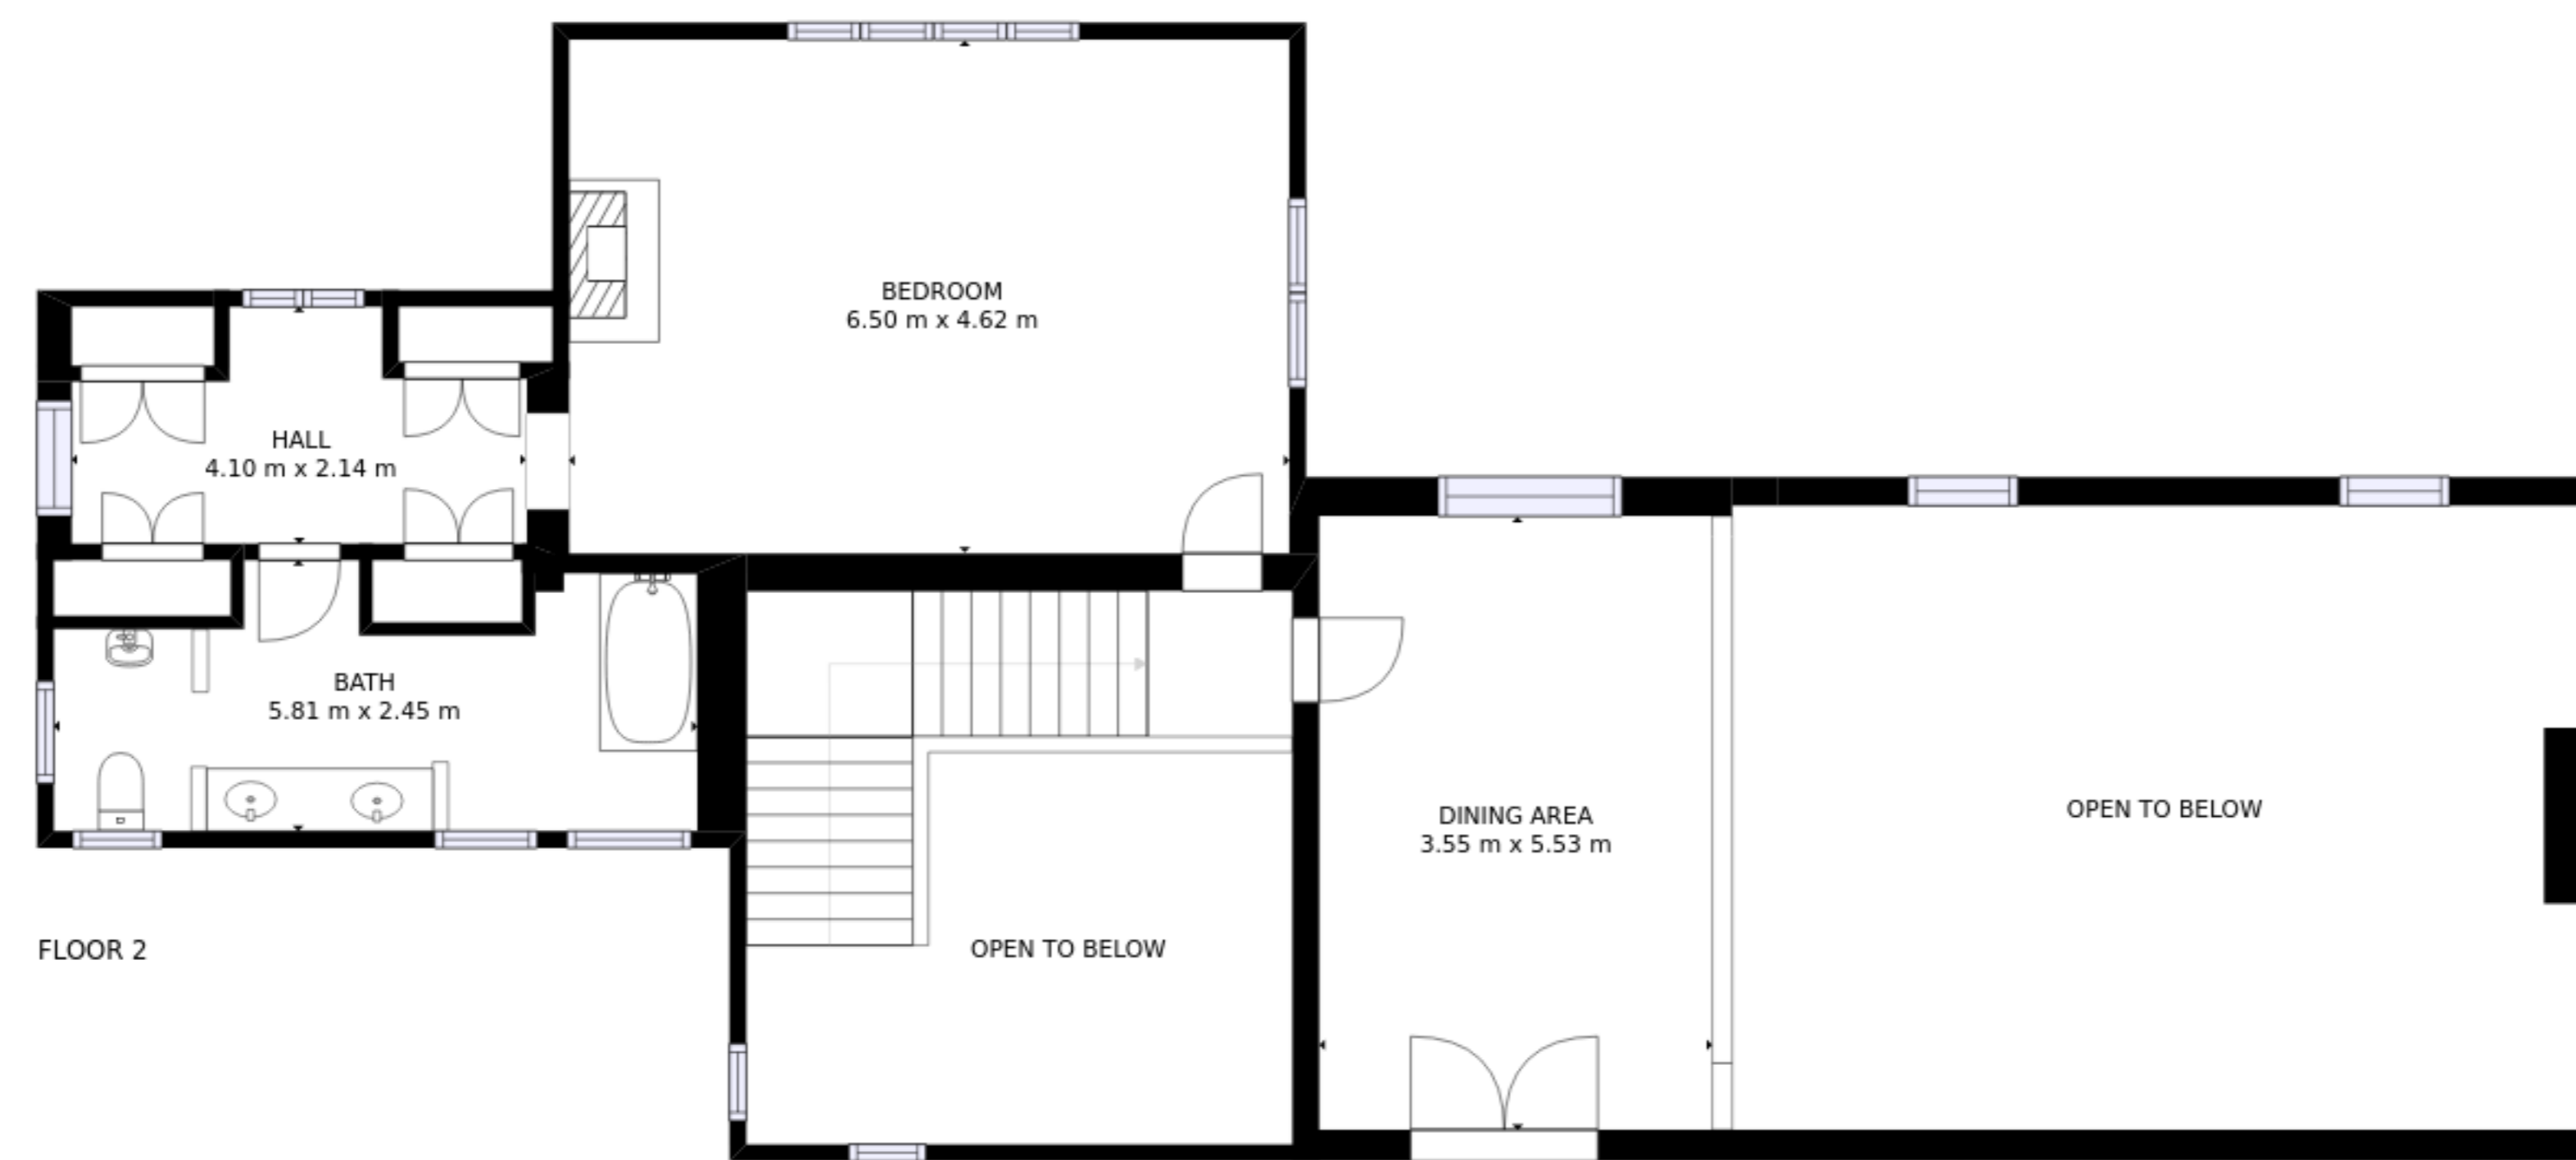 BEDROOM
6.50 m x 4.62 m
HALL
4.10 m x 2.14 m
BATH
5.81 m x 2.45 m
DINING AREA
3.55 m x 5.53 m
OPEN TO BELOW
FLOOR 2
OPEN TO BELOW